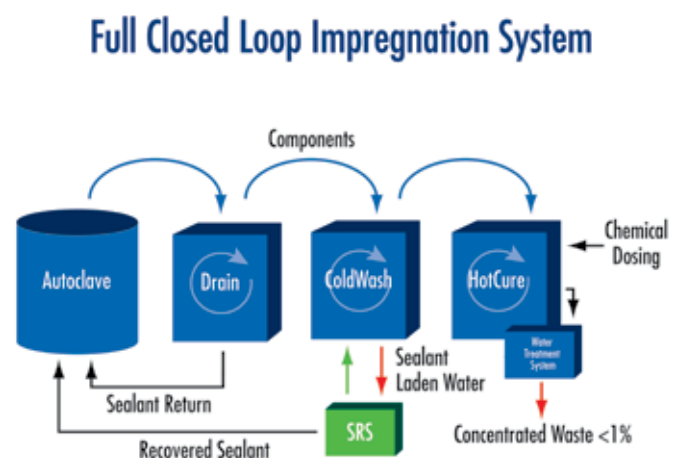 Full Closed Loop Impregnation System
Components
Autoclave
Drain
ColdWash
HotCure
Chemical
Dosing
Water
Treatment
System
Sealant
Laden Water
Sealant Return
SRS
Concentrated Waste <1%
Recovered Sealant